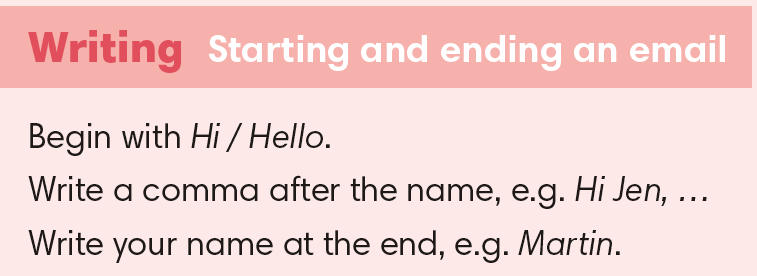 Writing Starting and ending an email
Begin with Hi / Hello.
Write a comma after the name, e.g. Hi Jen, …
Write your name at the end, e.g. Martin.